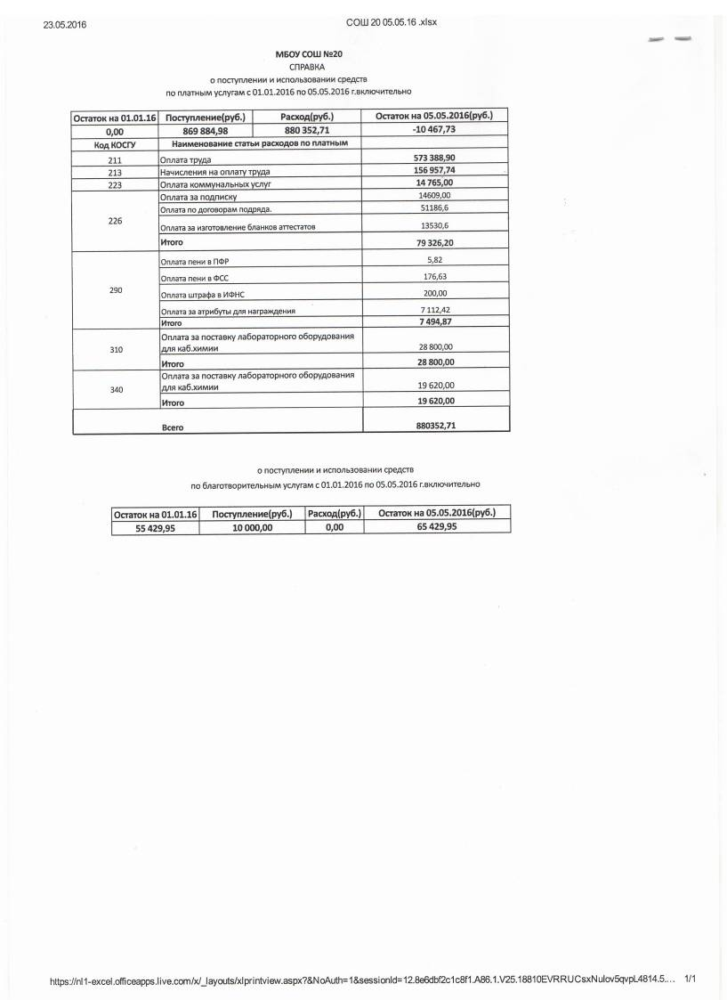 23.05.2016 СОШ 20 05.05.16 .xlsx
МБОУ СОШ №20
СПРАВКА
о поступлении и использовании средств
по платным услугам с 01.01.2016 по 05.05.2016 г.включительно
Остаток на 01.01.16 Поступление(руб.) Расход(руб.) Остаток на 05.05.2016(руб.)
0,00 869 884,98 880 352,71 -10 467,73
Код КОСГУ Наименование статьи расходов по платным
211 Оплата труда 573 388,90
213 Начисления на оплату труда 156 957,74
223 Оплата коммунальных услуг 14 765,00
226 Оплата за подписку 14609,00
Оплата по договорам подряда. 51186,6
Оплата за изготовление бланков аттестатов 13530,6
Итого 79 326,20
290 Оплата пени в ПФР 5,82
Оплата пени в ФСС 176,63
Оплата штрафа в ИФНС 200,00
Оплата за атрибуты для награждения 7 112,42
Итого 7 494,87
310 Оплата за поставку лабораторного оборудования
для каб.химии 28 800,00
Итого 28 800,00
340 Оплата за поставку лабораторного оборудования
для каб.химии 19 620,00
Итого 19 620,00
Всего 880352,71
о поступлении и использовании средств
по благотворительным услугам с 01.01.2016 по 05.05.2016 г.включительно
Остаток на 01.01.16 Поступление(руб.) Расход(руб.) Остаток на 05.05.2016(руб.)
55 429,95 10 000,00 0,00 65 429,95
https://nl1-excel.officeapps.live.com/x/_layouts/xlprintview.aspx?&NoAuth=1&sessionId=12.8e6dbf2c1c8f1.A86.1.V25.18810EVRRUCsxNulov5qvpL4814.5.... 1/1